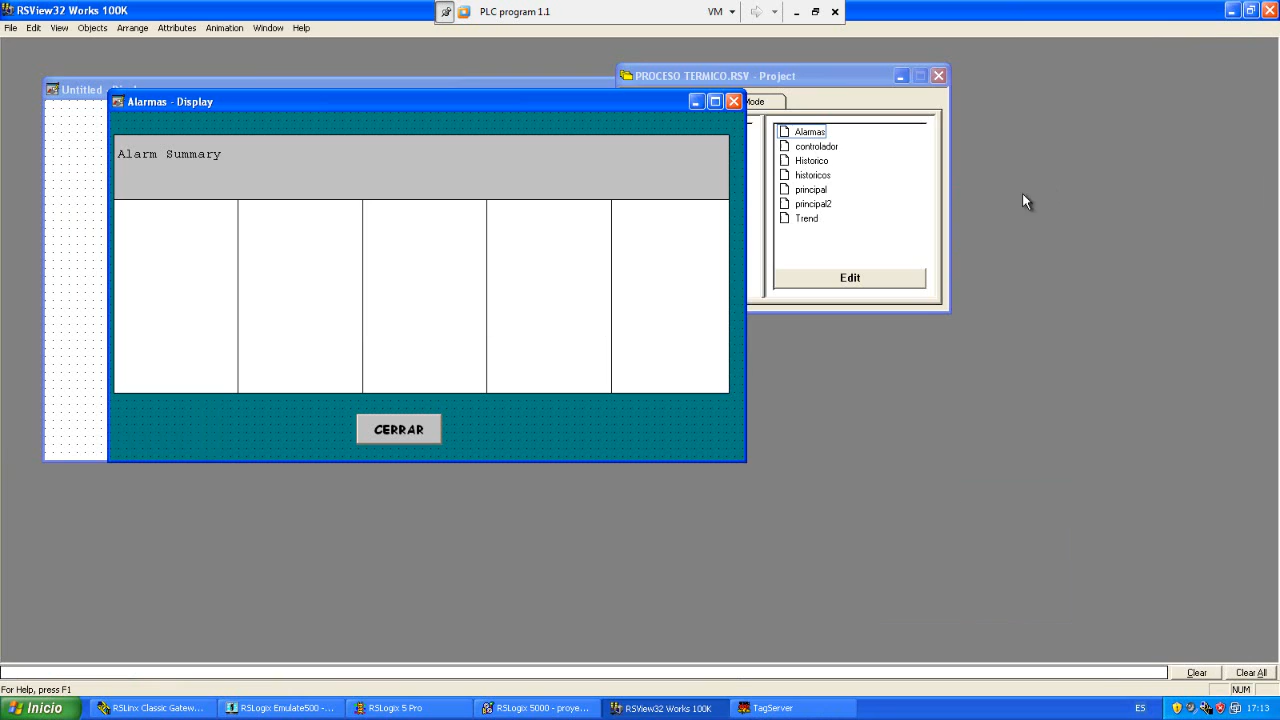 RSView32 Works 100K
PLC program 1.1
VM
File Edit View Objects Arrange Attributes Animation Window Help
PROCESO TERMICO.RSV - Project
Untitled - Display
Alarmas - Display
Mode
Alarm Summary
Alarmas
controlador
Historico
historicos
principal
principal2
Trend
Edit
CERRAR
Clear
Clear All
For Help, press F1
NUM
Inicio
RSLinx Classic Gatew...
RSLogix Emulate500 -...
RSLogix 5 Pro
RSLogix 5000 - proye...
RSView32 Works 100K
TagServer
ES
17:13